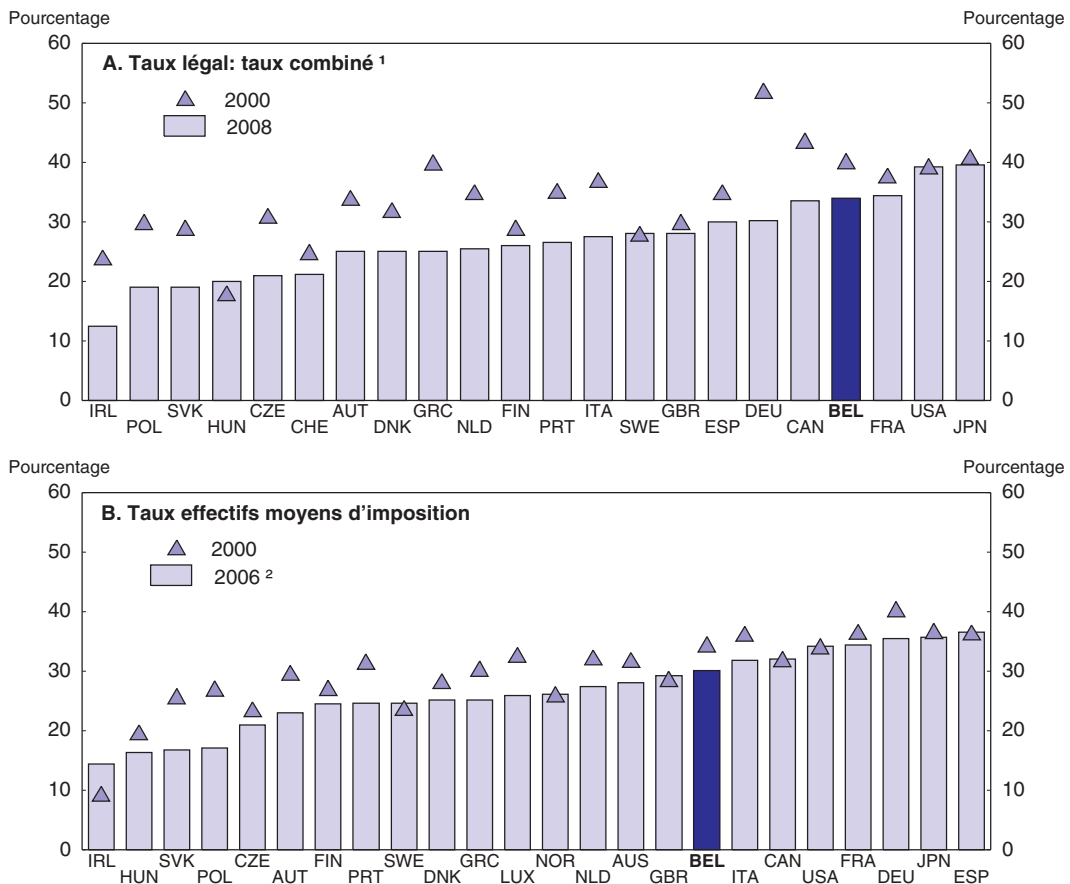 Pourcentage Pourcentage
60 60
A. Taux légal: taux combiné ¹
2000
50 50
2008
40 40
30 30
20 20
10 10
0 0
IRL SVK CZE AUT GRC FIN ITA GBR DEU BEL USA
POL HUN CHE DNK NLD PRT SWE ESP CAN FRA JPN
Pourcentage Pourcentage
60 60
B. Taux effectifs moyens d’imposition
2000
50 50
2006 ²
40 40
30 30
20 20
10 10
0 0
IRL SVK CZE FIN SWE GRC NOR AUS BEL CAN FRA JPN
HUN POL AUT PRT DNK LUX NLD GBR ITA USA DEU ESP